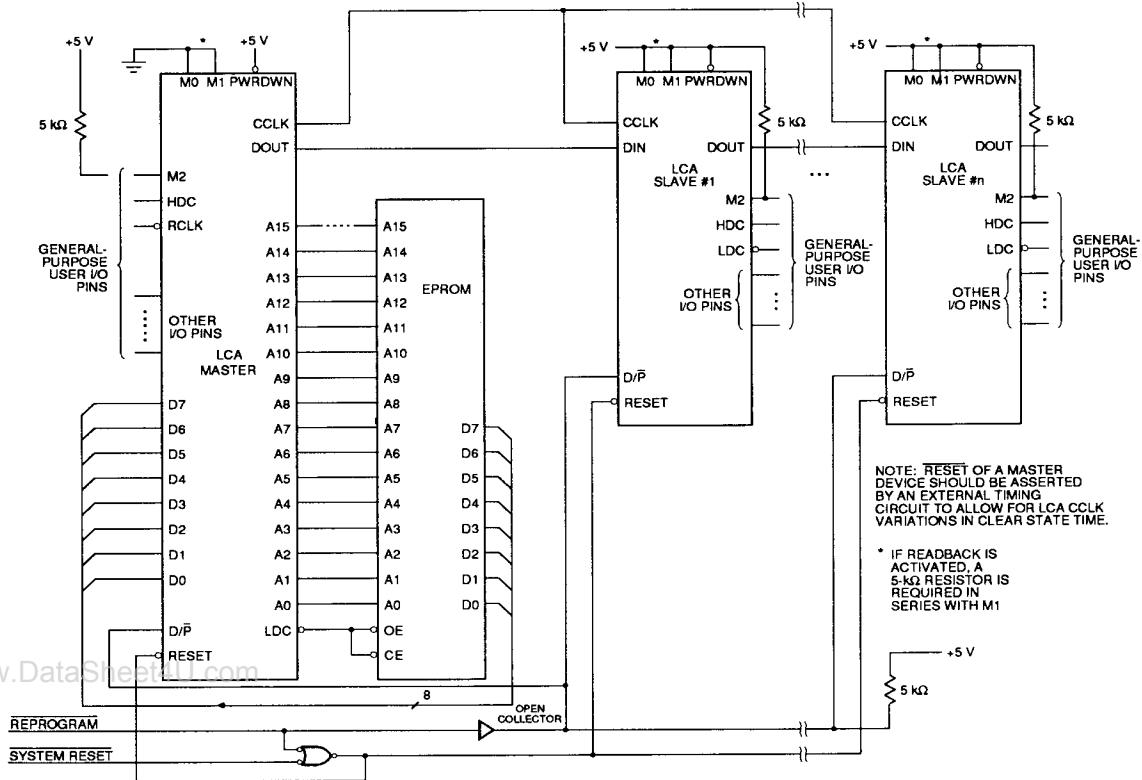 +5 V
*
+5 V
5 kΩ
M0 M1 PWRDWN
CCLK
DOUT
M2
HDC
RCLK
GENERAL-
PURPOSE
USER I/O
PINS
OTHER
I/O PINS
LCA
MASTER
A15
A14
A13
A12
A11
A10
A9
A8
A7
A6
A5
A4
A3
A2
A1
A0
LDC
D7
D6
D5
D4
D3
D2
D1
D0
D/P̅
RESET
EPROM
A15
A14
A13
A12
A11
A10
A9
A8
A7
A6
A5
A4
A3
A2
A1
A0
OE
CE
D7
D6
D5
D4
D3
D2
D1
D0
8
+5 V
*
M0 M1 PWRDWN
5 kΩ
CCLK
DIN
DOUT
LCA
SLAVE #1
M2
HDC
LDC
OTHER
I/O PINS
GENERAL-
PURPOSE
USER I/O
PINS
D/P̅
RESET
...
+5 V
*
M0 M1 PWRDWN
5 kΩ
CCLK
DIN
DOUT
LCA
SLAVE #n
M2
HDC
LDC
OTHER
I/O PINS
GENERAL-
PURPOSE
USER I/O
PINS
D/P̅
RESET
NOTE: R̅E̅S̅E̅T̅ OF A MASTER
DEVICE SHOULD BE ASSERTED
BY AN EXTERNAL TIMING
CIRCUIT TO ALLOW FOR LCA CCLK
VARIATIONS IN CLEAR STATE TIME.
* IF READBACK IS
ACTIVATED, A
5-kΩ RESISTOR IS
REQUIRED IN
SERIES WITH M1
+5 V
5 kΩ
OPEN
COLLECTOR
R̅E̅P̅R̅O̅G̅R̅A̅M̅
S̅Y̅S̅T̅E̅M̅ R̅E̅S̅E̅T̅
w.DataSheet4U.com